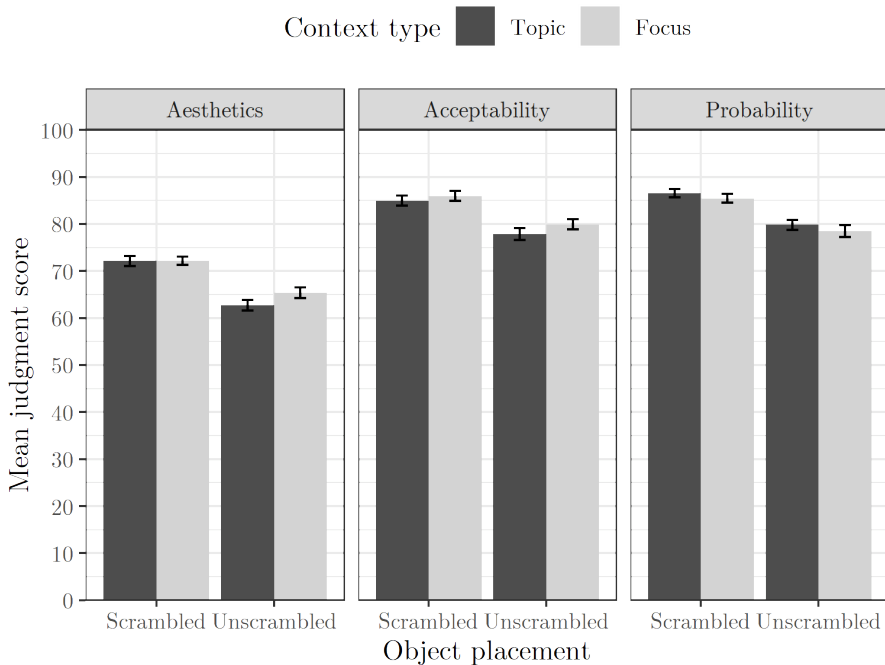 Context type Topic Focus
Aesthetics Acceptability Probability
Mean judgment score
100
90
80
70
60
50
40
30
20
10
0
Scrambled Unscrambled Scrambled Unscrambled Scrambled Unscrambled
Object placement